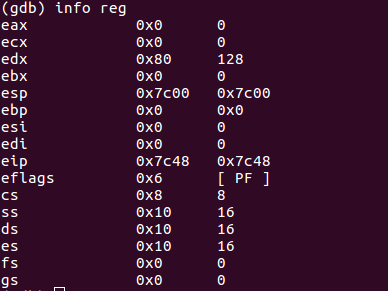 (gdb) info reg
eax 0x0 0
ecx 0x0 0
edx 0x80 128
ebx 0x0 0
esp 0x7c00 0x7c00
ebp 0x0 0x0
esi 0x0 0
edi 0x0 0
eip 0x7c48 0x7c48
eflags 0x6 [ PF ]
cs 0x8 8
ss 0x10 16
ds 0x10 16
es 0x10 16
fs 0x0 0
gs 0x0 0